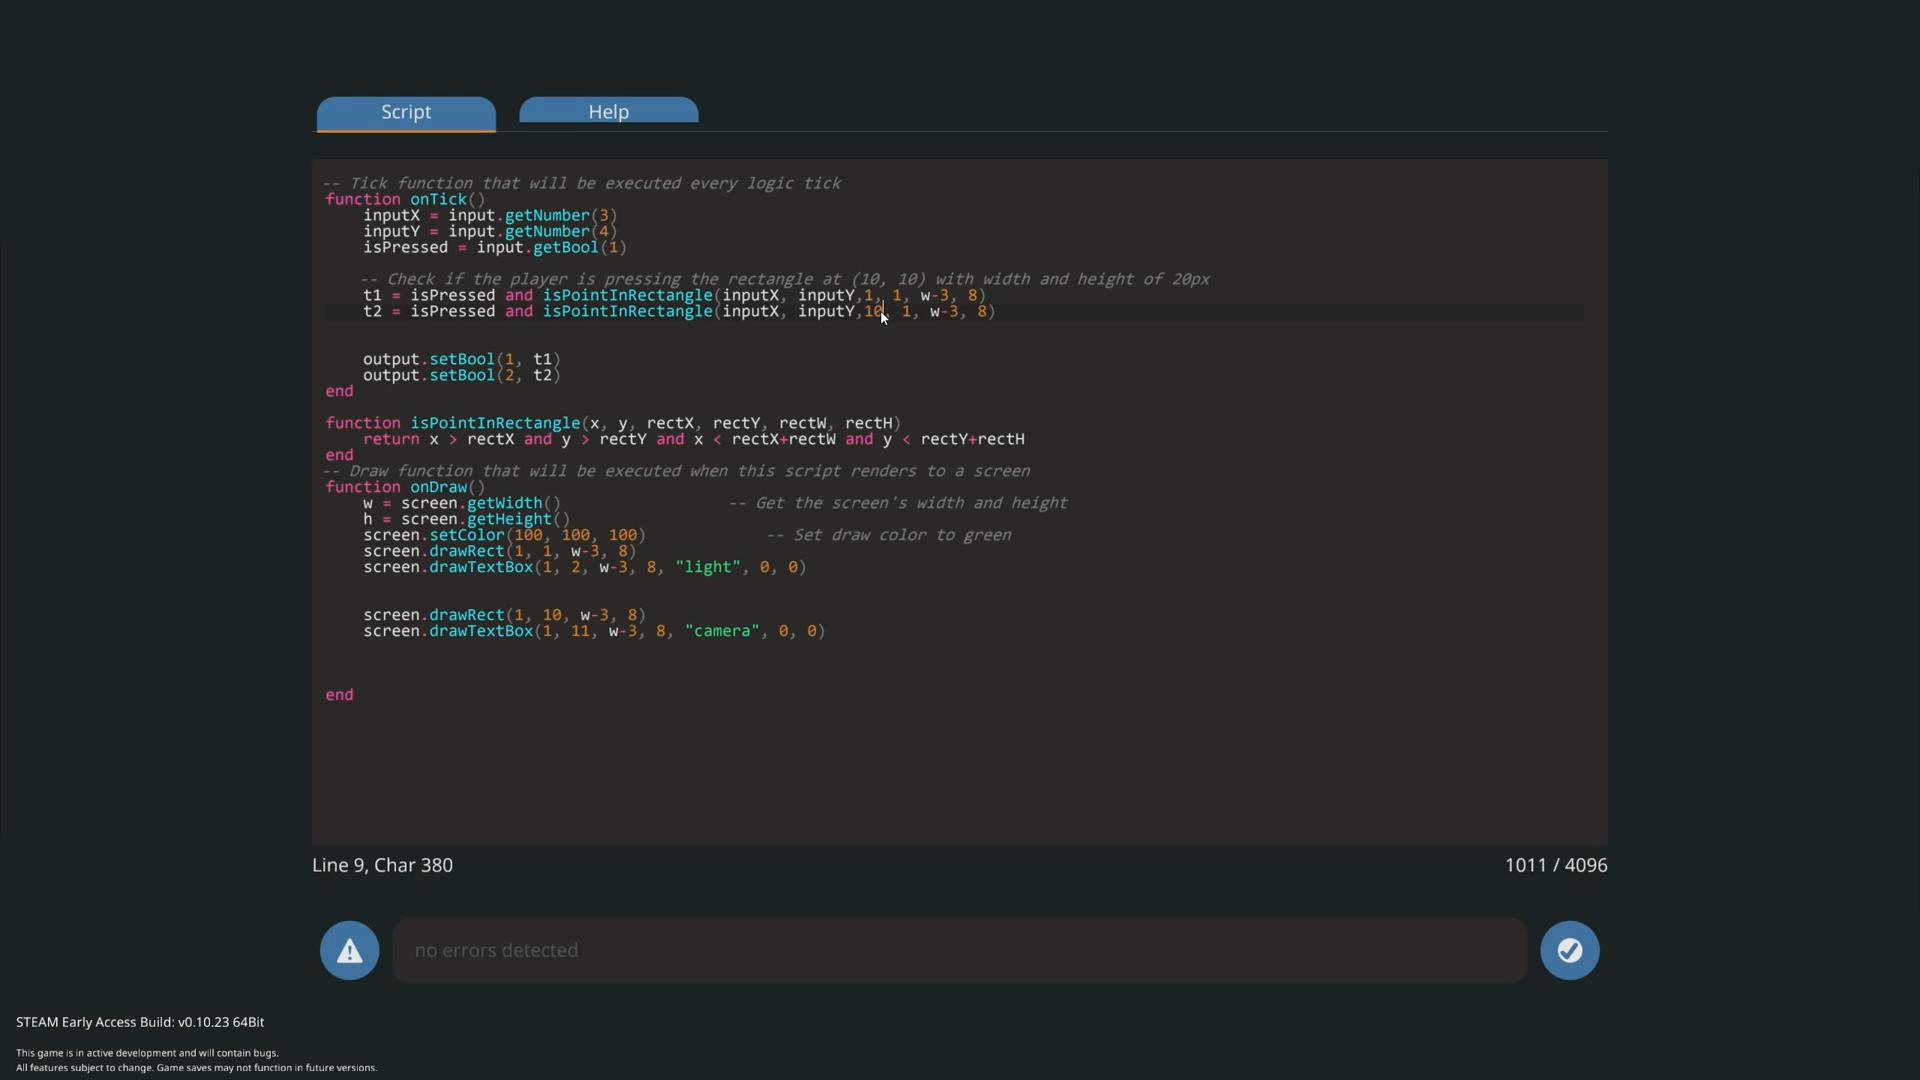 Script
Help
-- Tick function that will be executed every logic tick
function onTick()
    inputX = input.getNumber(3)
    inputY = input.getNumber(4)
    isPressed = input.getBool(1)

    -- Check if the player is pressing the rectangle at (10, 10) with width and height of 20px
    t1 = isPressed and isPointInRectangle(inputX, inputY,1, 1, w-3, 8)
    t2 = isPressed and isPointInRectangle(inputX, inputY,10, 1, w-3, 8)


    output.setBool(1, t1)
    output.setBool(2, t2)
end

function isPointInRectangle(x, y, rectX, rectY, rectW, rectH)
    return x > rectX and y > rectY and x < rectX+rectW and y < rectY+rectH
end
-- Draw function that will be executed when this script renders to a screen
function onDraw()
    w = screen.getWidth()                  -- Get the screen's width and height
    h = screen.getHeight()
    screen.setColor(100, 100, 100)             -- Set draw color to green
    screen.drawRect(1, 1, w-3, 8)
    screen.drawTextBox(1, 2, w-3, 8, "light", 0, 0)


    screen.drawRect(1, 10, w-3, 8)
    screen.drawTextBox(1, 11, w-3, 8, "camera", 0, 0)



end
Line 9, Char 380
1011 / 4096
no errors detected
STEAM Early Access Build: v0.10.23 64Bit
This game is in active development and will contain bugs.
All features subject to change. Game saves may not function in future versions.